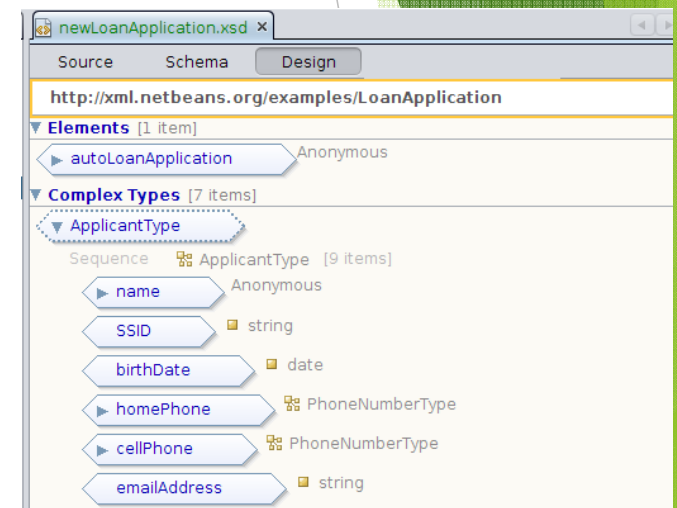 newLoanApplication.xsd
Source Schema Design
http://xml.netbeans.org/examples/LoanApplication
Elements [1 item]
autoLoanApplication Anonymous
Complex Types [7 items]
ApplicantType
Sequence ApplicantType [9 items]
name Anonymous
SSID string
birthDate date
homePhone PhoneNumberType
cellPhone PhoneNumberType
emailAddress string